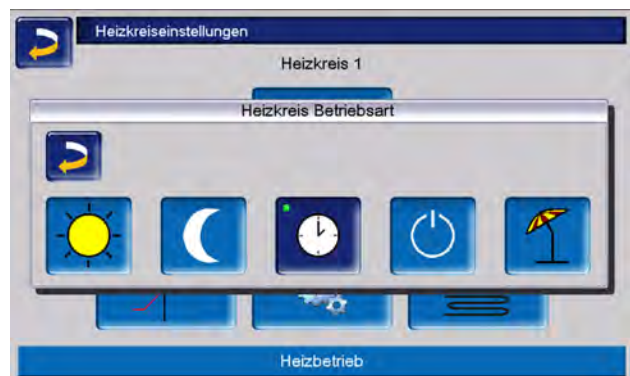 Heizkreiseinstellungen
Heizkreis 1
Heizkreis Betriebsart
Heizbetrieb